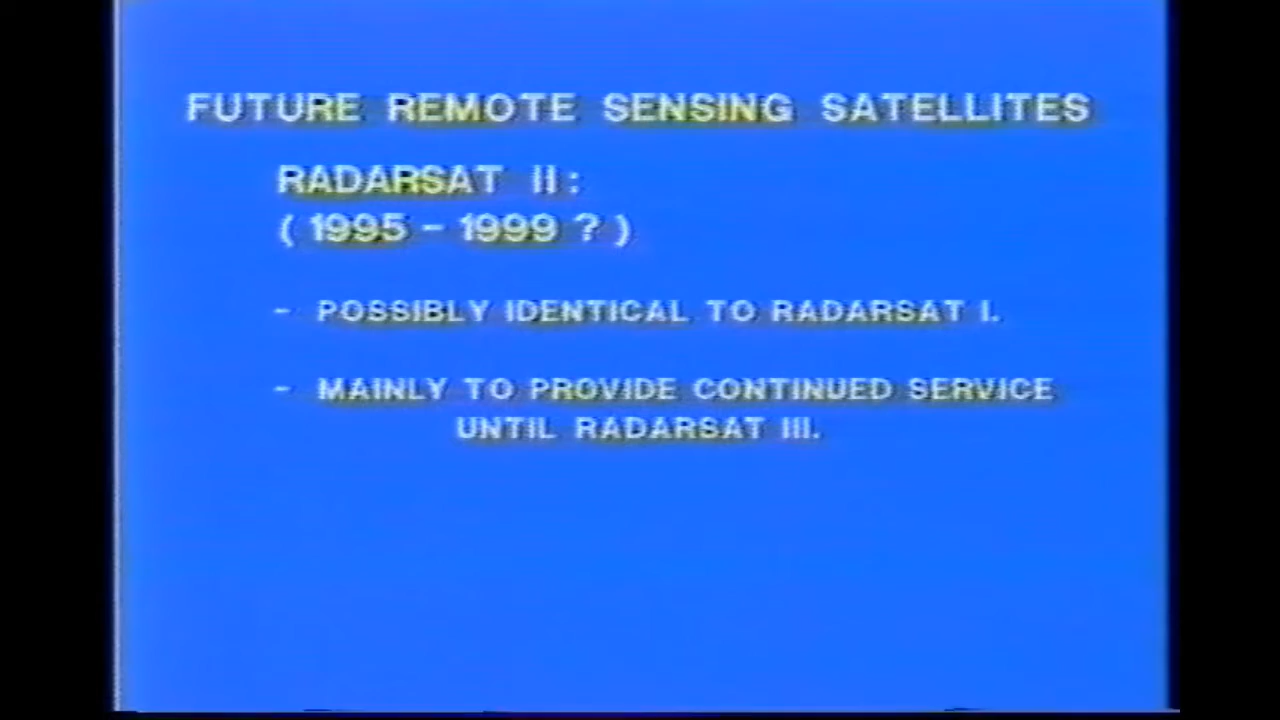 FUTURE REMOTE SENSING SATELLITES
RADARSAT II:
( 1995 - 1999 ? )
- POSSIBLY IDENTICAL TO RADARSAT I.
- MAINLY TO PROVIDE CONTINUED SERVICE
UNTIL RADARSAT III.